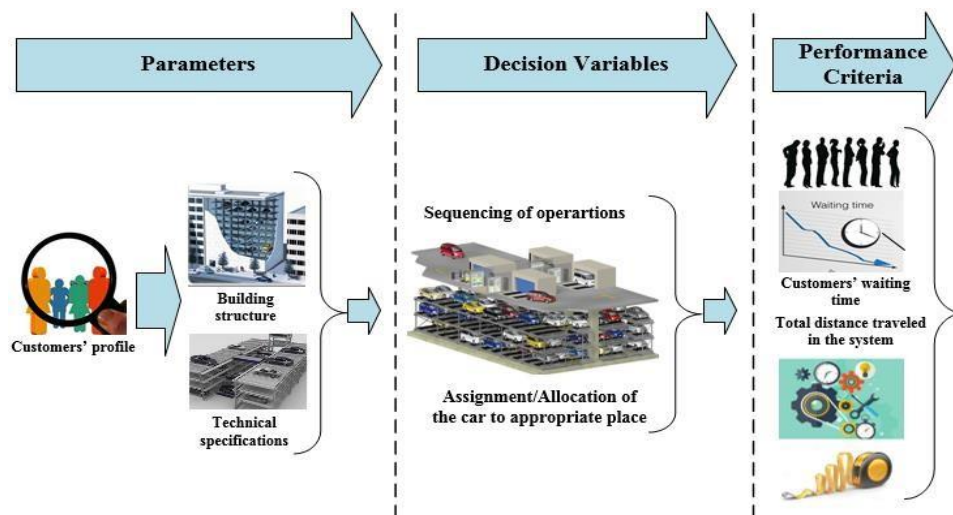 Parameters
Decision Variables
Performance
Criteria
Customers' profile
Building
structure
Technical
specifications
Sequencing of operartions
Assignment/Allocation of
the car to appropriate place
Waiting time
Customers' waiting
time
Total distance traveled
in the system